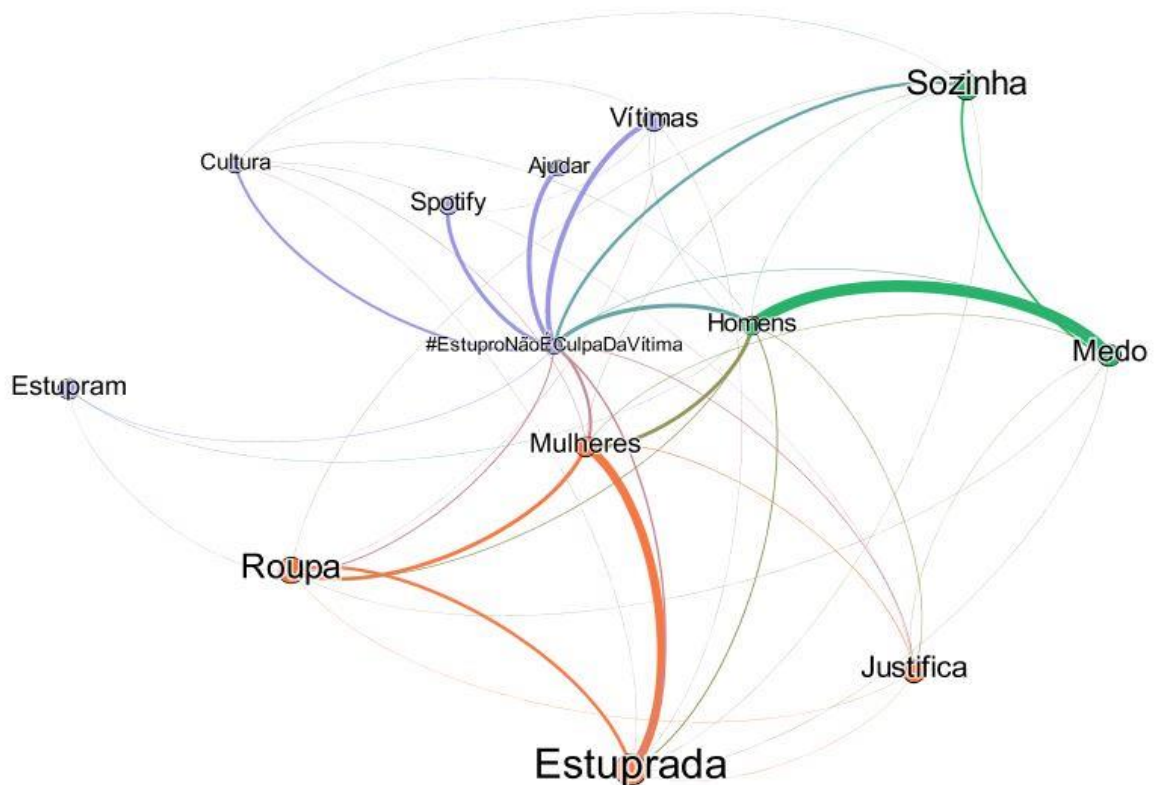 Sozinha
Vítimas
Cultura
Ajudar
Spotify
Homens
#EstuproNãoÉCulpaDaVítima
Medo
Estupram
Mulheres
Roupa
Justifica
Estuprada